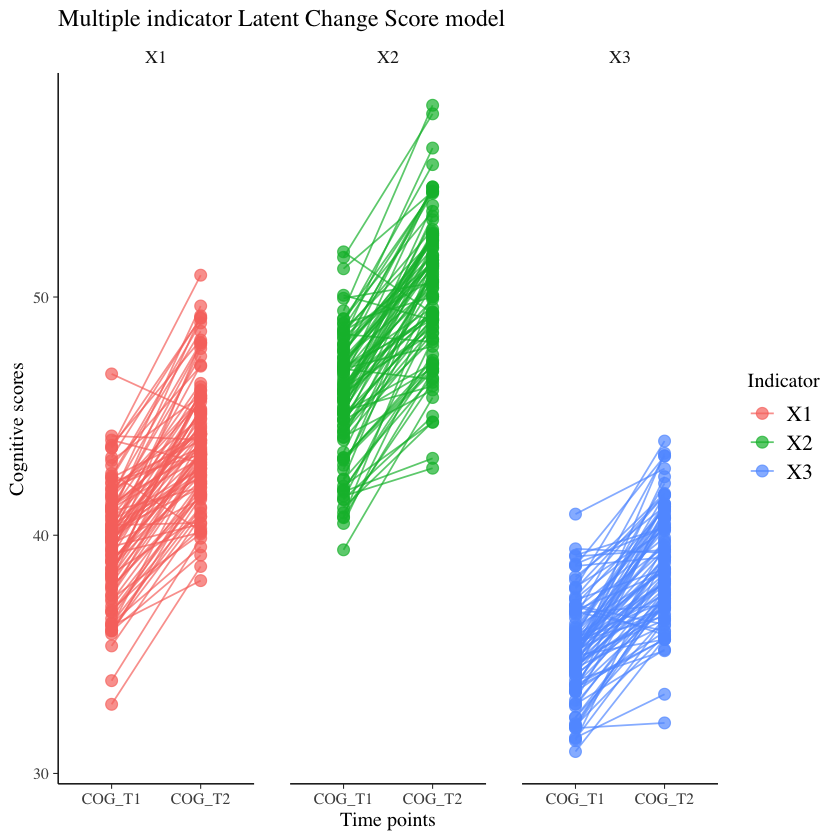 Multiple indicator Latent Change Score model
X1 X2 X3
Cognitive scores
50
40
30
COG_T1 COG_T2 COG_T1 COG_T2 COG_T1 COG_T2
Time points
Indicator
X1
X2
X3